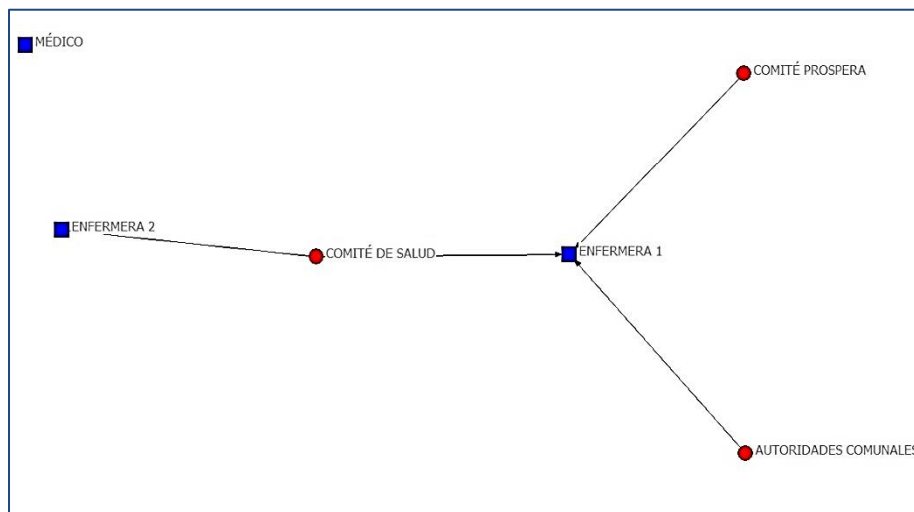 MÉDICO
COMITÉ PROSPERA
ENFERMERA 2
COMITÉ DE SALUD
ENFERMERA 1
AUTORIDADES COMUNALES